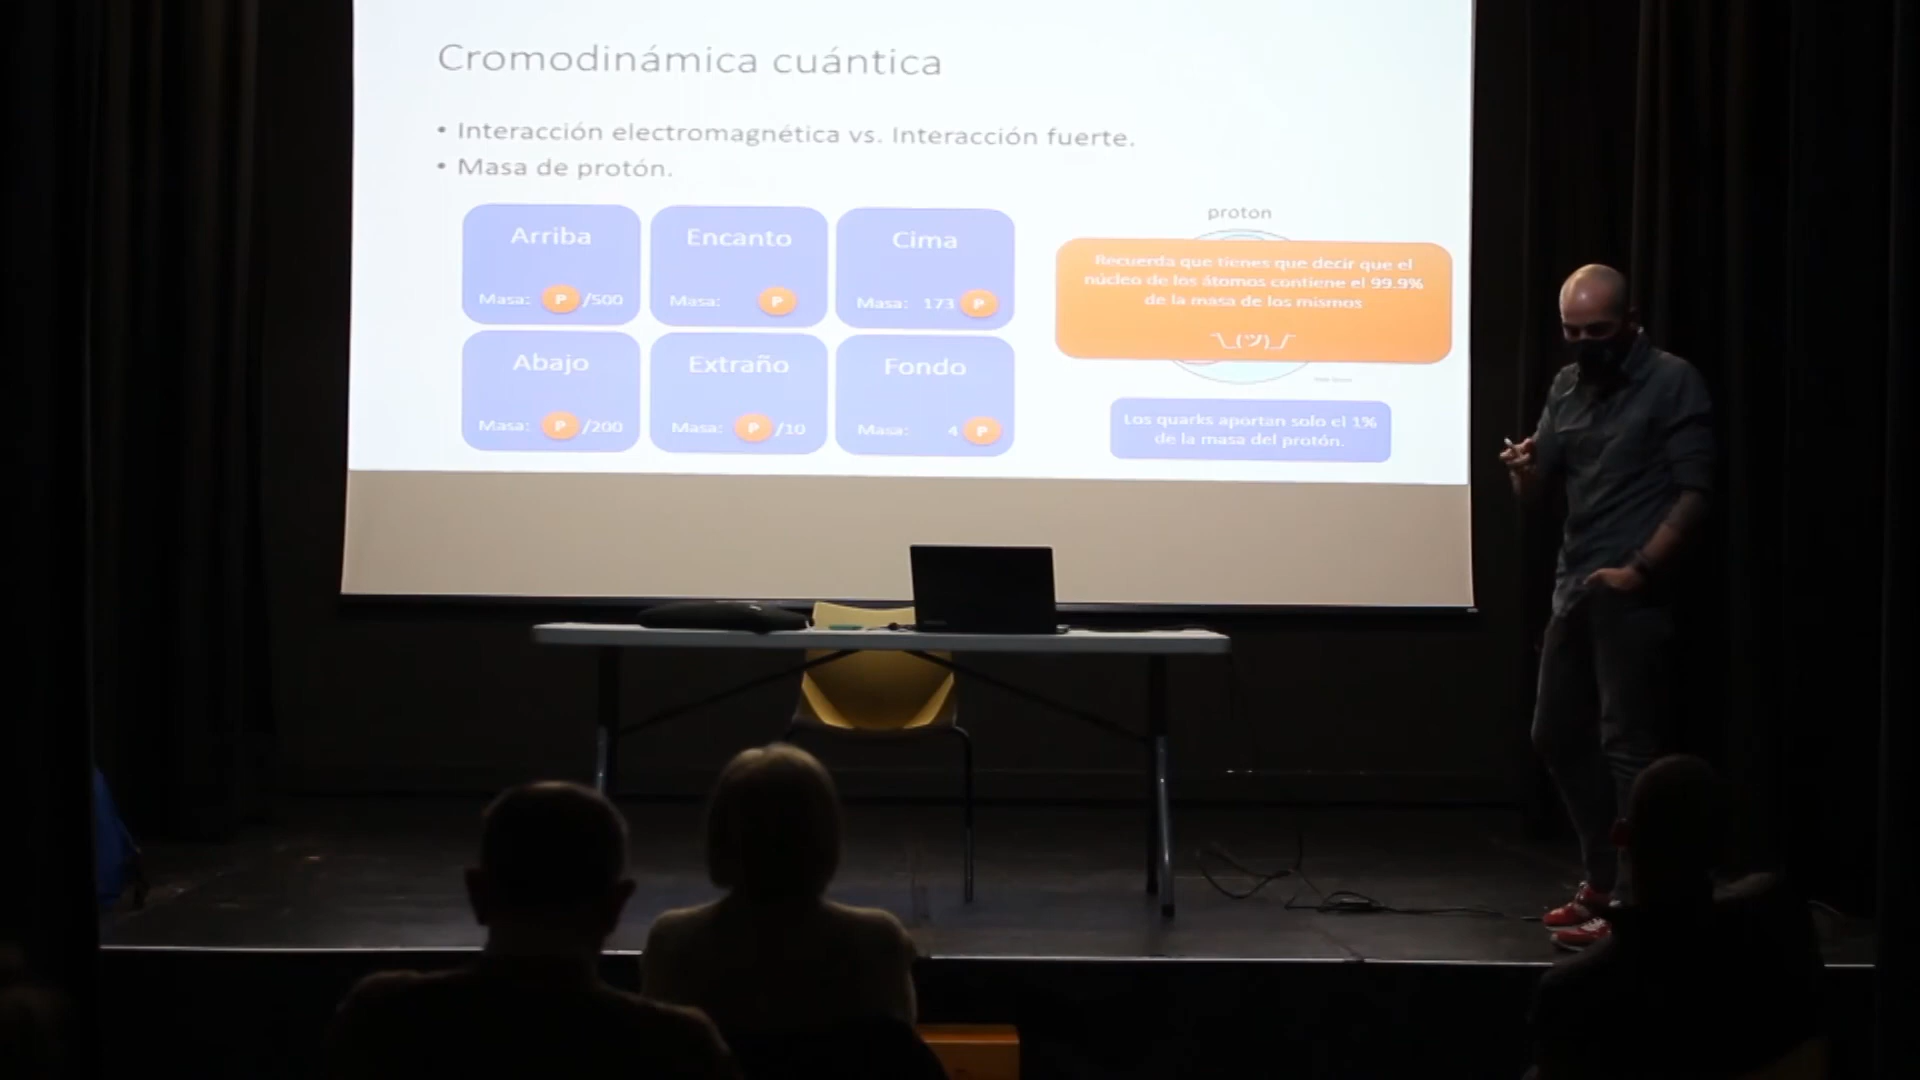 Cromodinámica cuántica
• Interacción electromagnética vs. Interacción fuerte.
• Masa de protón.
Arriba
Masa: P /500
Encanto
Masa: P
Cima
Masa: 173 P
Abajo
Masa: P /200
Extraño
Masa: P /10
Fondo
Masa: 4 P
proton
Recuerda que tienes que decir que el
núcleo de los átomos contiene el 99.9%
de la masa de los mismos
¯\_(ツ)_/¯
Los quarks aportan solo el 1%
de la masa del protón.